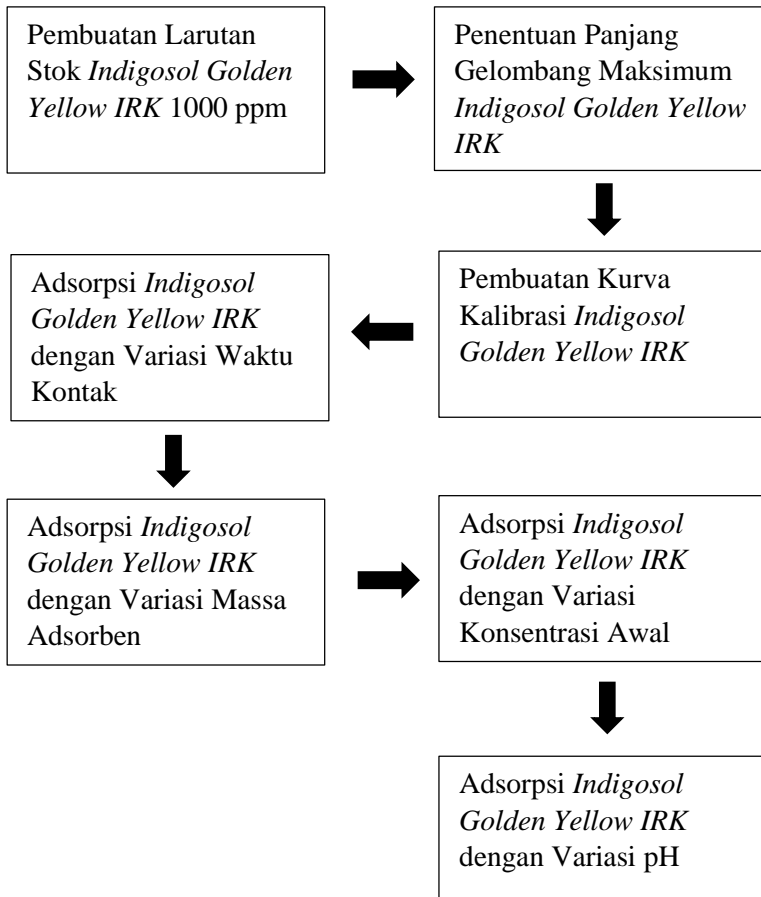 Pembuatan Larutan
Stok Indigosol Golden
Yellow IRK 1000 ppm
Penentuan Panjang
Gelombang Maksimum
Indigosol Golden Yellow
IRK
Pembuatan Kurva
Kalibrasi Indigosol
Golden Yellow IRK
Adsorpsi Indigosol
Golden Yellow IRK
dengan Variasi Waktu
Kontak
Adsorpsi Indigosol
Golden Yellow IRK
dengan Variasi Massa
Adsorben
Adsorpsi Indigosol
Golden Yellow IRK
dengan Variasi
Konsentrasi Awal
Adsorpsi Indigosol
Golden Yellow IRK
dengan Variasi pH